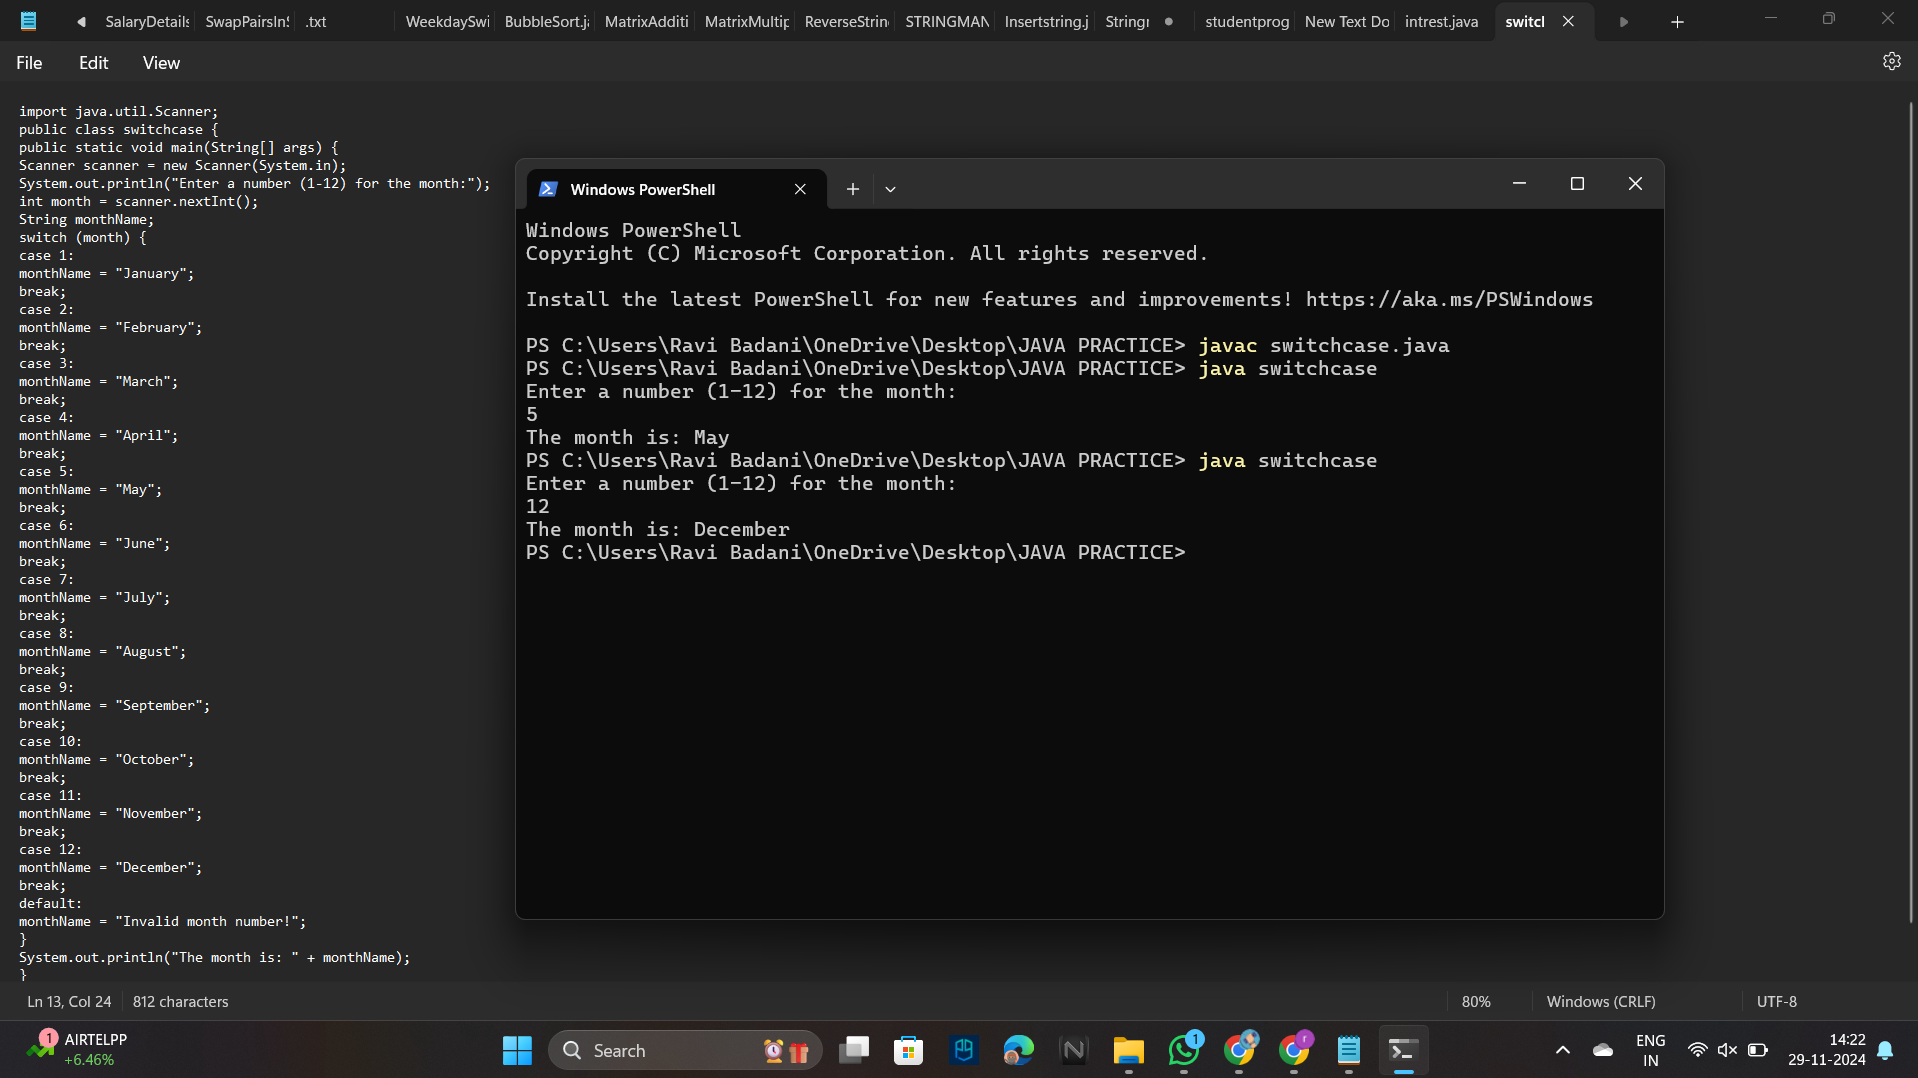 SalaryDetails SwapPairsInS .txt WeekdaySwi BubbleSort.ja MatrixAdditi MatrixMultip ReverseString STRINGMAN Insertstring.j Stringr studentprog New Text Do intrest.java switcl
File Edit View
import java.util.Scanner;
public class switchcase {
public static void main(String[] args) {
Scanner scanner = new Scanner(System.in);
System.out.println("Enter a number (1-12) for the month:");
int month = scanner.nextInt();
String monthName;
switch (month) {
case 1:
monthName = "January";
break;
case 2:
monthName = "February";
break;
case 3:
monthName = "March";
break;
case 4:
monthName = "April";
break;
case 5:
monthName = "May";
break;
case 6:
monthName = "June";
break;
case 7:
monthName = "July";
break;
case 8:
monthName = "August";
break;
case 9:
monthName = "September";
break;
case 10:
monthName = "October";
break;
case 11:
monthName = "November";
break;
case 12:
monthName = "December";
break;
default:
monthName = "Invalid month number!";
}
System.out.println("The month is: " + monthName);
}
Windows PowerShell
Windows PowerShell
Copyright (C) Microsoft Corporation. All rights reserved.
Install the latest PowerShell for new features and improvements! https://aka.ms/PSWindows
PS C:\Users\Ravi Badani\OneDrive\Desktop\JAVA PRACTICE> javac switchcase.java
PS C:\Users\Ravi Badani\OneDrive\Desktop\JAVA PRACTICE> java switchcase
Enter a number (1-12) for the month:
5
The month is: May
PS C:\Users\Ravi Badani\OneDrive\Desktop\JAVA PRACTICE> java switchcase
Enter a number (1-12) for the month:
12
The month is: December
PS C:\Users\Ravi Badani\OneDrive\Desktop\JAVA PRACTICE>
Ln 13, Col 24 812 characters 80% Windows (CRLF) UTF-8
1 AIRTELPP
+6.46%
Search
1
r
ENG
IN
14:22
29-11-2024